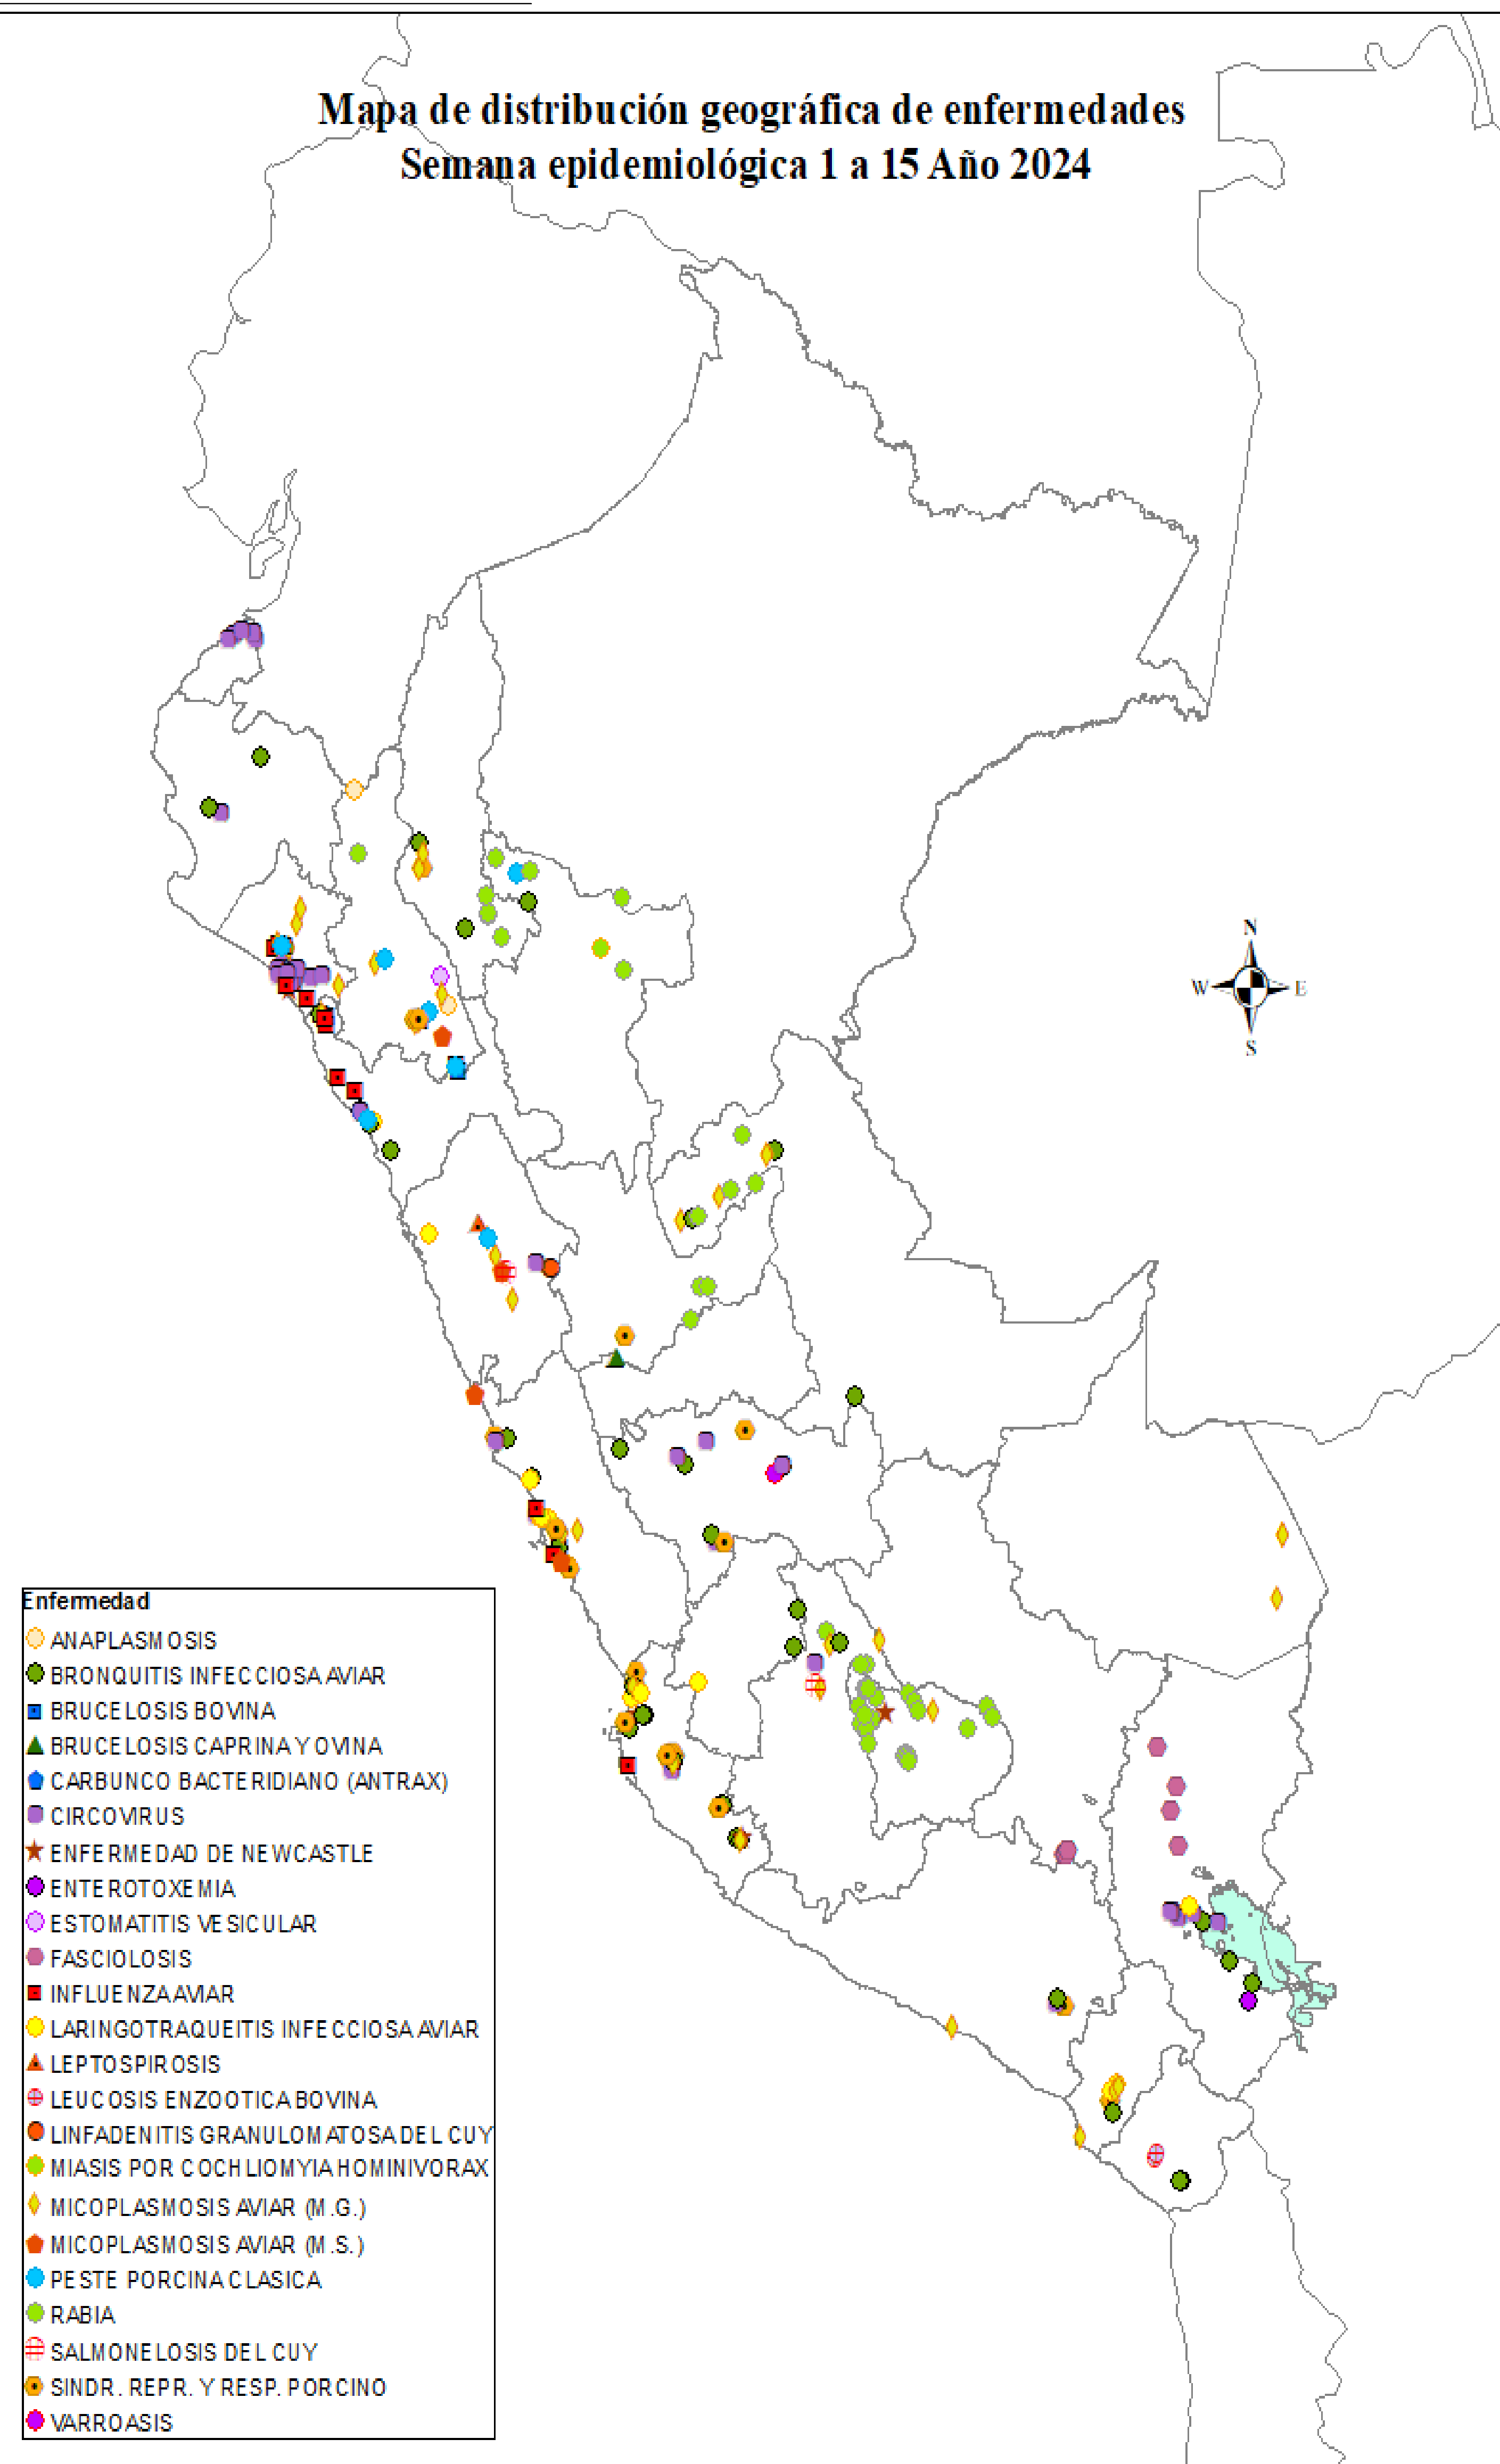 Mapa de distribución geográfica de enfermedades
Semana epidemiológica 1 a 15 Año 2024
N
W E
S
Enfermedad
ANAPLASMOSIS
BRONQUITIS INFECCIOSA AVIAR
BRUCELOSIS BOVINA
BRUCELOSIS CAPRINA Y OVINA
CARBUNCO BACTERIDIANO (ANTRAX)
CIRCOVIRUS
ENFERMEDAD DE NEWCASTLE
ENTEROTOXEMIA
ESTOMATITIS VESICULAR
FASCIOLOSIS
INFLUENZA AVIAR
LARINGOTRAQUEITIS INFECCIOSA AVIAR
LEPTOSPIROSIS
LEUCOSIS ENZOOTICA BOVINA
LINFADENITIS GRANULOMATOSA DEL CUY
MIASIS POR COCHLIOMYIA HOMINIVORAX
MICOPLASMOSIS AVIAR (M.G.)
MICOPLASMOSIS AVIAR (M.S.)
PESTE PORCINA CLASICA
RABIA
SALMONELOSIS DEL CUY
SINDR. REPR. Y RESP. PORCINO
VARROASIS